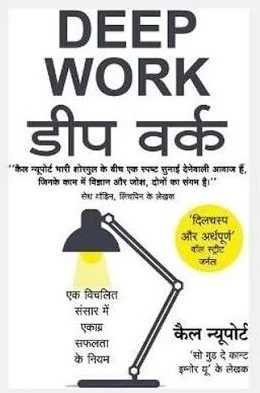 DEEP
WORK
डीप वर्क
''कैल न्यूपोर्ट भारी शोरगुल के बीच एक स्पष्ट सुनाई देनेवाली आवाज हैं,
जिनके काम में विज्ञान और जोश, दोनों का संगम है।''
सेथ गॉडिन, लिंचपिन के लेखक
'दिलचस्प
और अर्थपूर्ण'
वॉल स्ट्रीट
जर्नल
एक विचलित
संसार में
एकाग्र
सफलता
के नियम
कैल न्यूपोर्ट
'सो गुड दे कान्ट
इग्नोर यू' के लेखक